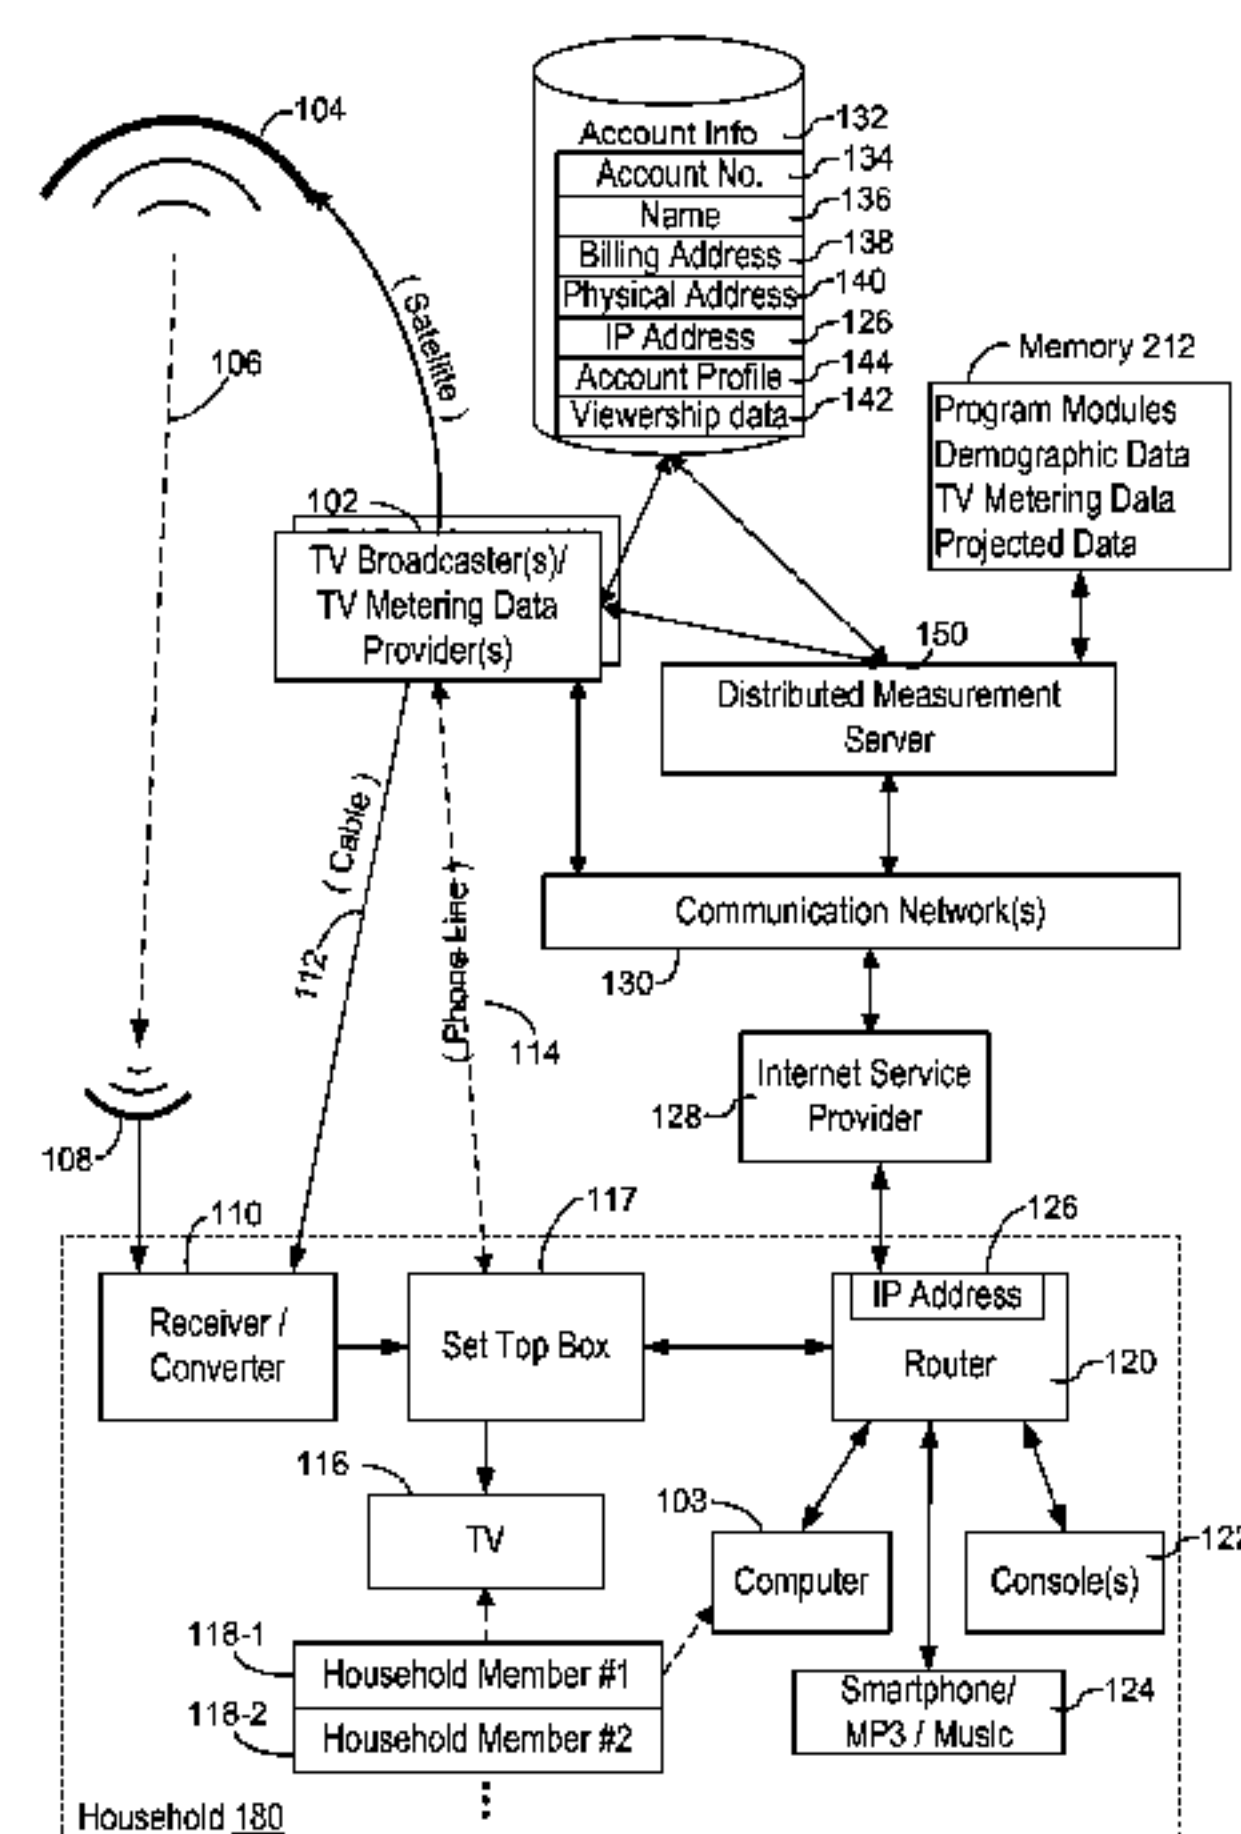 104
Account Info
132
Account No.
134
Name
136
Billing Address
138
Physical Address
140
IP Address
126
Account Profile
144
Viewership data
142
( Satellite )
106
Memory 212
Program Modules
Demographic Data
TV Metering Data
Projected Data
102
TV Broadcaster(s)/
TV Metering Data
Provider(s)
150
Distributed Measurement
Server
( Cable )
112
( Phone Line )
114
Communication Network(s)
130
Internet Service
Provider
128
108
110
117
126
Receiver /
Converter
Set Top Box
IP Address
Router
120
116
TV
103
Computer
Console(s)
122
118-1
Household Member #1
118-2
Household Member #2
Smartphone/
MP3 / Music
124
Household 180